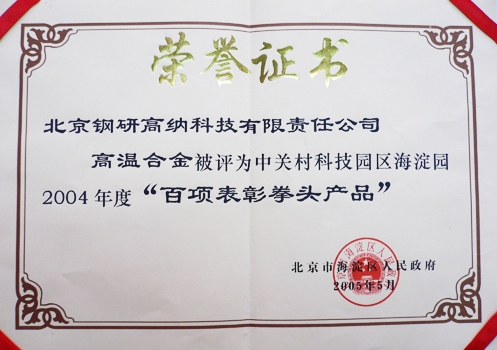 荣誉证书
北京钢研高纳科技有限责任公司
高温合金被评为中关村科技园区海淀园
2004年度“百项表彰拳头产品”
北京市海淀区人民政府
2005年5月